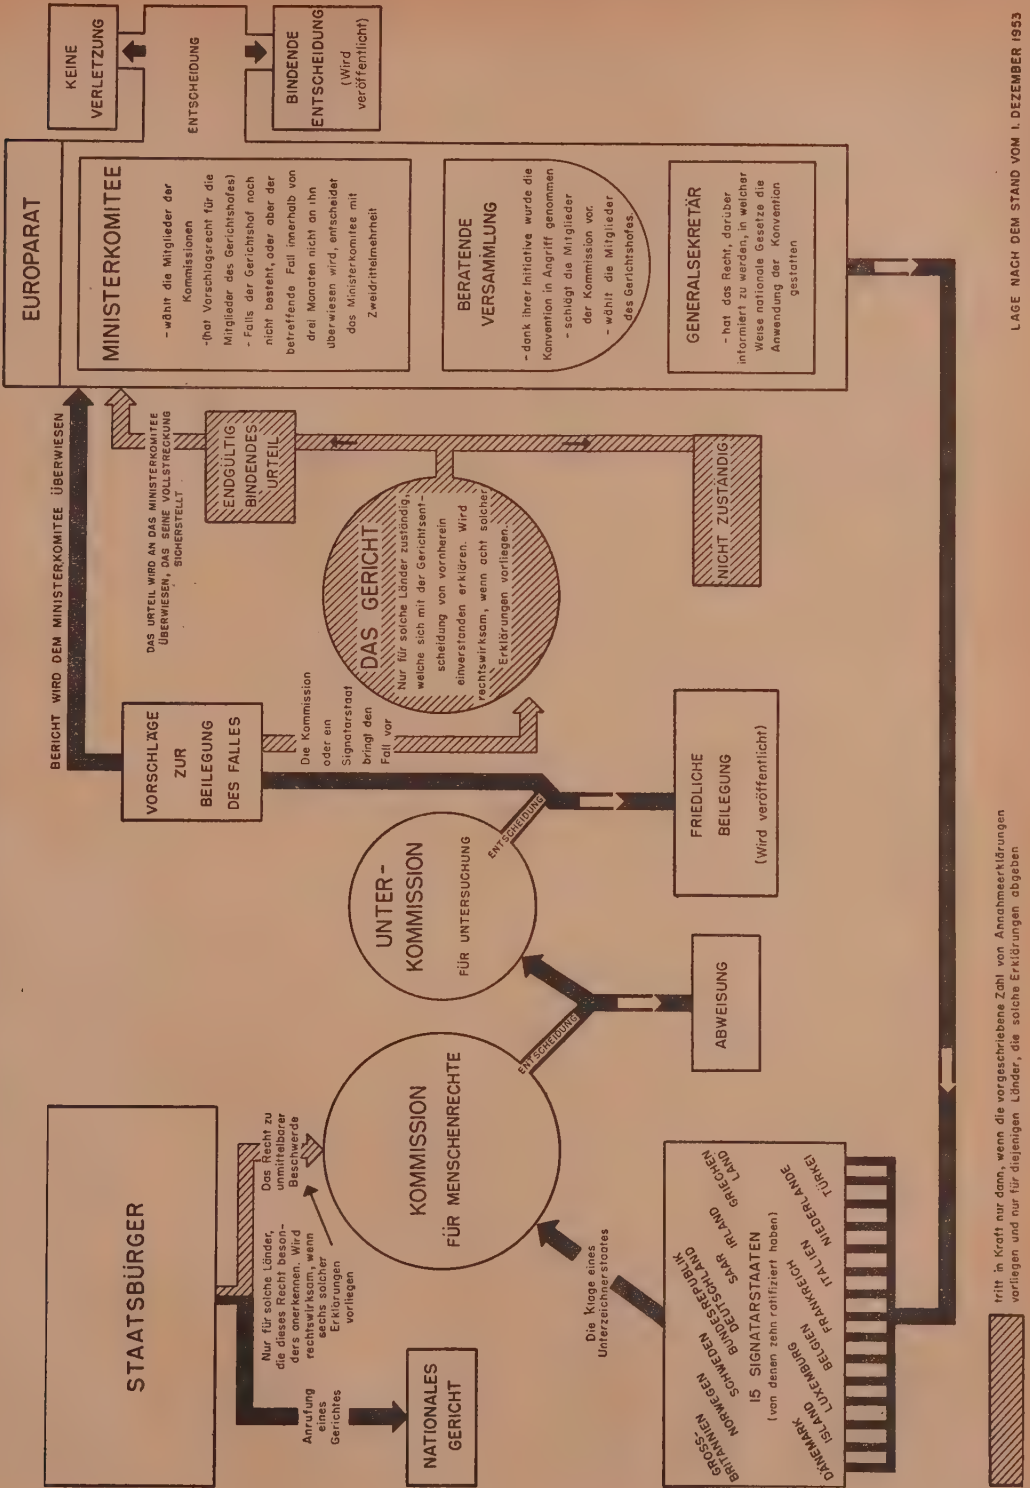 STAATSBÜRGER
Anrufung
eines
Gerichtes
NATIONALES
GERICHT
Nur für solche Länder,
die dieses Recht beson-
ders anerkennen. Wird
rechtswirksam, wenn
sechs solcher
Erklärungen
vorliegen
Das Recht zu
unmittelbarer
Beschwerde
KOMMISSION
FÜR MENSCHENRECHTE
ENTSCHEIDUNG
Die Klage eines
Unterzeichnerstaates
GROSS-
BRITANNIEN
NORWEGEN
SCHWEDEN
BUNDESREPUBLIK
DEUTSCHLAND
SAAR
IRLAND
GRIECHEN
LAND
15 SIGNATARSTAATEN
(von denen zehn ratifiziert haben)
DÄNEMARK
ISLAND
LUXEMBURG
BELGIEN
FRANKREICH
ITALIEN
NIEDERLANDE
TÜRKEI
ABWEISUNG
UNTER-
KOMMISSION
FÜR UNTERSUCHUNG
ENTSCHEIDUNG
FRIEDLICHE
BEILEGUNG
(Wird veröffentlicht)
VORSCHLÄGE
ZUR
BEILEGUNG
DES FALLES
BERICHT WIRD DEM MINISTERKOMITEE ÜBERWIESEN
Die Kommission
oder ein
Signatarstaat
bringt den
Fall vor
DAS GERICHT
Nur für solche Länder zuständig,
welche sich mit der Gerichtsent-
scheidung von vornherein
einverstanden erklären. Wird
rechtswirksam, wenn acht solcher
Erklärungen vorliegen.
DAS URTEIL WIRD AN DAS MINISTERKOMITEE
ÜBERWIESEN, DAS SEINE VOLLSTRECKUNG
SICHERSTELLT
ENDGÜLTIG
BINDENDES
URTEIL
NICHT ZUSTÄNDIG
EUROPARAT
MINISTERKOMITEE
- wählt die Mitglieder der
Kommissionen
-(hat Vorschlagsrecht für die
Mitglieder des Gerichtshofes)
- Falls der Gerichtshof noch
nicht besteht, oder aber der
betreffende Fall innerhalb von
drei Monaten nicht an ihn
überwiesen wird, entscheidet
das Ministerkomitee mit
Zweidrittelmehrheit
BERATENDE
VERSAMMLUNG
- dank ihrer Initiative wurde die
Konvention in Angriff genommen
- schlägt die Mitglieder
der Kommission vor.
- wählt die Mitglieder
des Gerichtshofes
GENERALSEKRETÄR
- hat das Recht, darüber
informiert zu werden, in welcher
Weise nationale Gesetze die
Anwendung der Konvention
gestatten
KEINE
VERLETZUNG
ENTSCHEIDUNG
BINDENDE
ENTSCHEIDUNG
(Wird
veröffentlicht)
tritt in Kraft nur dann, wenn die vorgeschriebene Zahl von Annahmeerklärungen
vorliegen und nur für diejenigen Länder, die solche Erklärungen abgeben
LAGE NACH DEM STAND VOM 1. DEZEMBER 1953